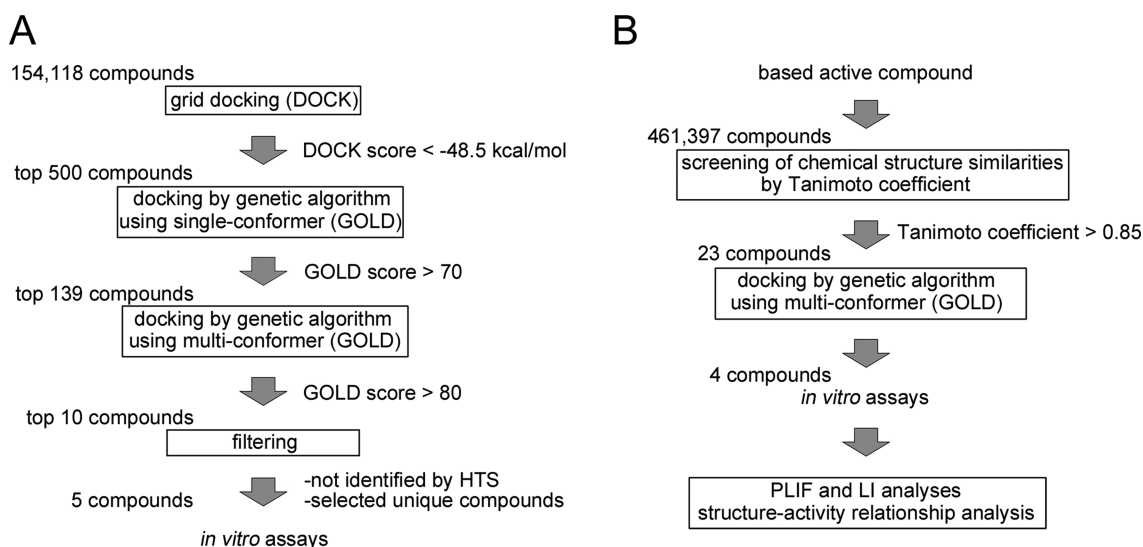 A
154,118 compounds
grid docking (DOCK)
DOCK score < -48.5 kcal/mol
top 500 compounds
docking by genetic algorithm
using single-conformer (GOLD)
GOLD score > 70
top 139 compounds
docking by genetic algorithm
using multi-conformer (GOLD)
GOLD score > 80
top 10 compounds
filtering
-not identified by HTS
-selected unique compounds
5 compounds
in vitro assays
B
based active compound
461,397 compounds
screening of chemical structure similarities
by Tanimoto coefficient
Tanimoto coefficient > 0.85
23 compounds
docking by genetic algorithm
using multi-conformer (GOLD)
4 compounds
in vitro assays
PLIF and LI analyses
structure-activity relationship analysis